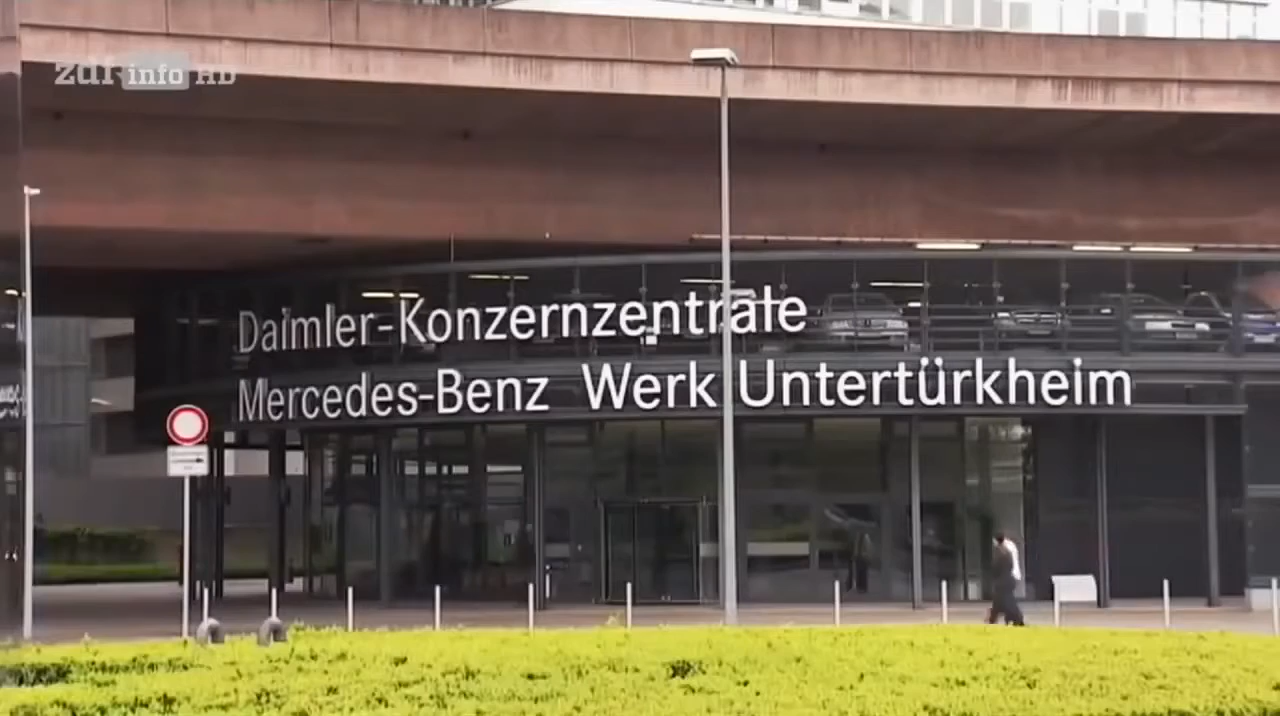 zdf info HD
Daimler-Konzernzentrale
Mercedes-Benz Werk Untertürkheim